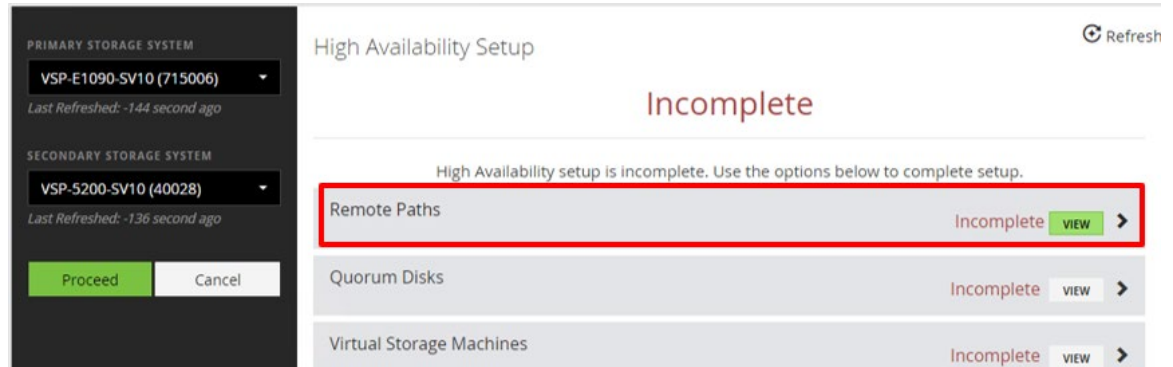 PRIMARY STORAGE SYSTEM
VSP-E1090-SV10 (715006)
Last Refreshed: -144 second ago
SECONDARY STORAGE SYSTEM
VSP-5200-SV10 (40028)
Last Refreshed: -136 second ago
Proceed Cancel
High Availability Setup
Refresh
Incomplete
High Availability setup is incomplete. Use the options below to complete setup.
Remote Paths
Incomplete VIEW
Quorum Disks
Incomplete VIEW
Virtual Storage Machines
Incomplete VIEW